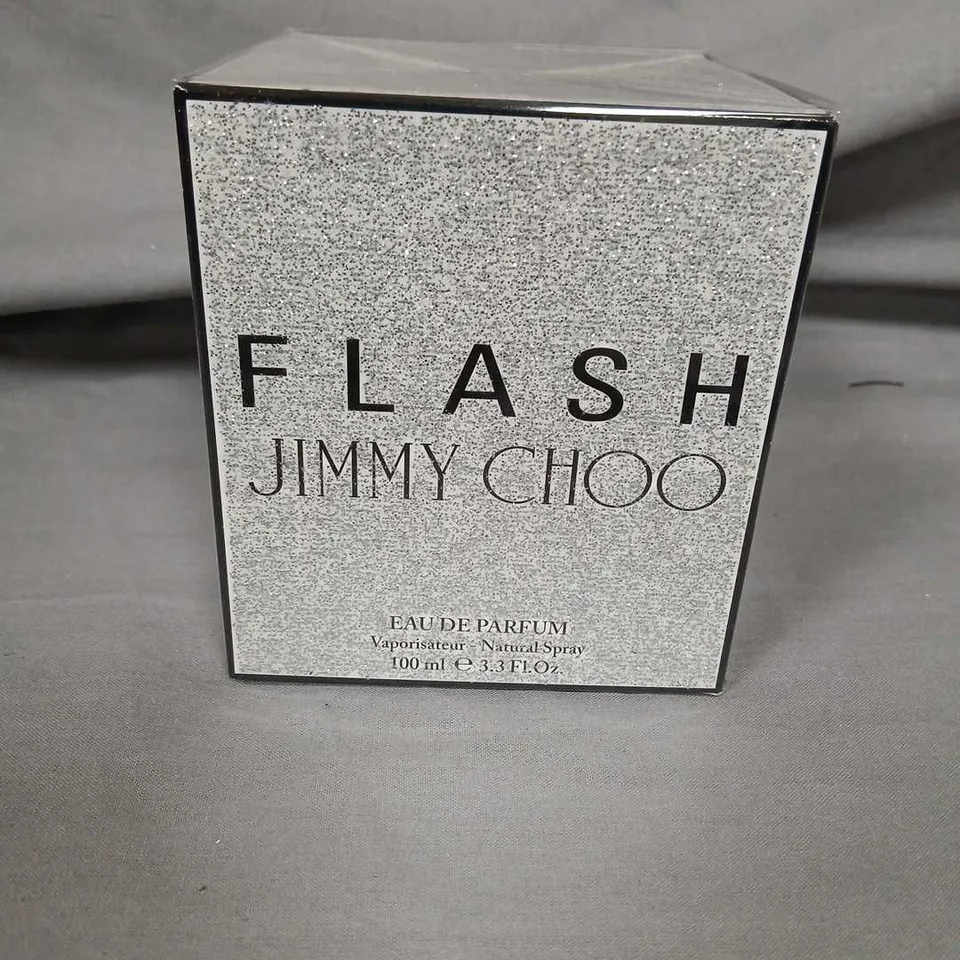 FLASH
JIMMY CHOO
EAU DE PARFUM
Vaporisateur - Natural Spray
100 ml ℮ 3.3 Fl.Oz.